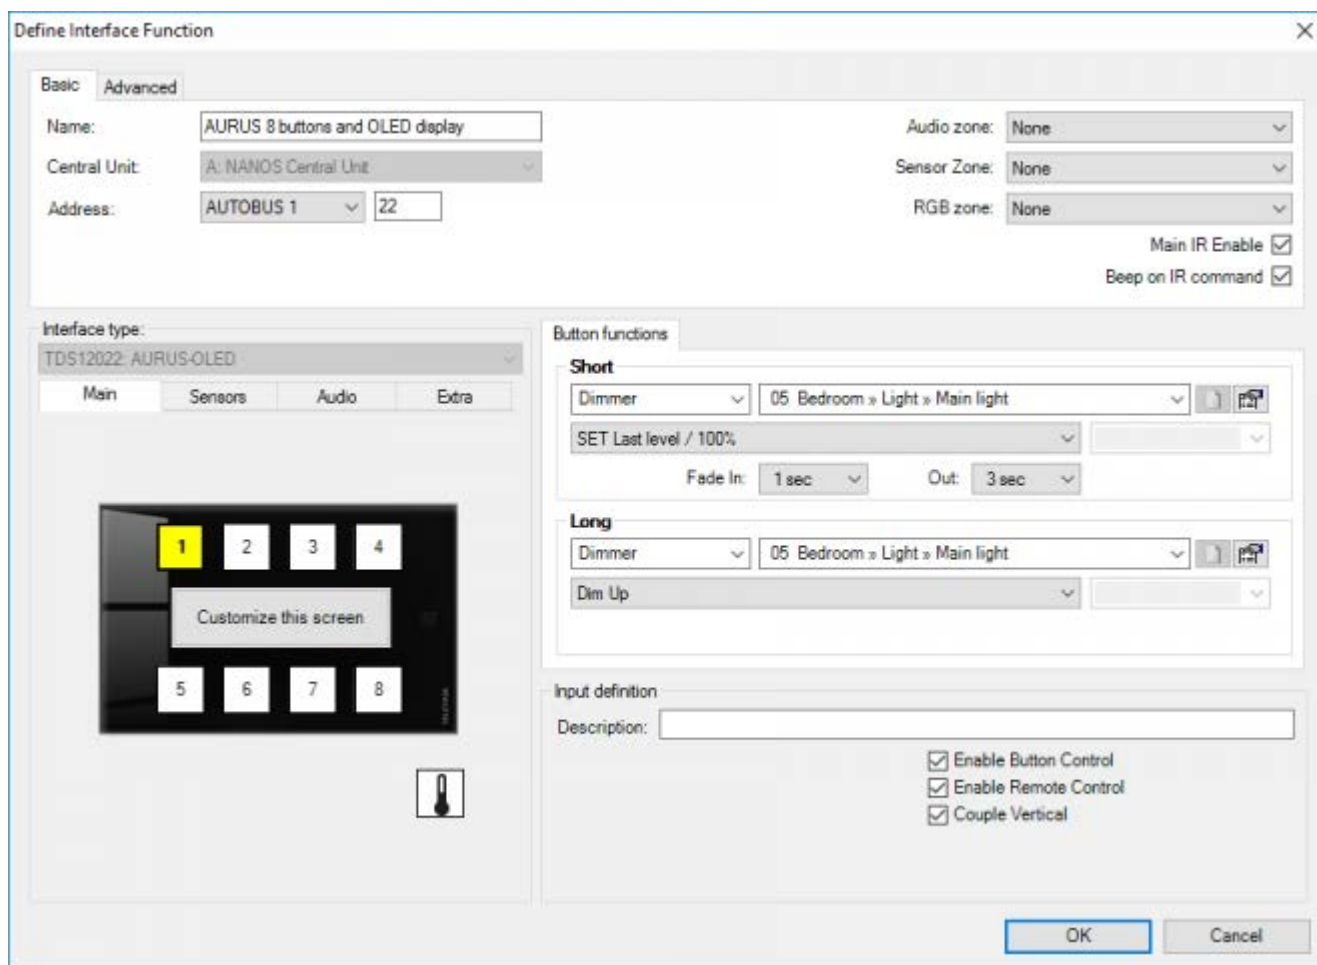 Define Interface Function
Basic Advanced
Name: AURUS 8 buttons and OLED display
Audio zone: None
Central Unit: A: NANOS Central Unit
Sensor Zone: None
Address: AUTOBUS 1 22
RGB zone: None
Main IR Enable
Beep on IR command
Interface type:
TDS12022: AURUS-OLED
Main Sensors Audio Extra
1 2 3 4
Customize this screen
5 6 7 8
Button functions
Short
Dimmer 05 Bedroom » Light » Main light
SET Last level / 100%
Fade In: 1 sec Out: 3 sec
Long
Dimmer 05 Bedroom » Light » Main light
Dim Up
Input definition
Description:
Enable Button Control
Enable Remote Control
Couple Vertical
OK Cancel